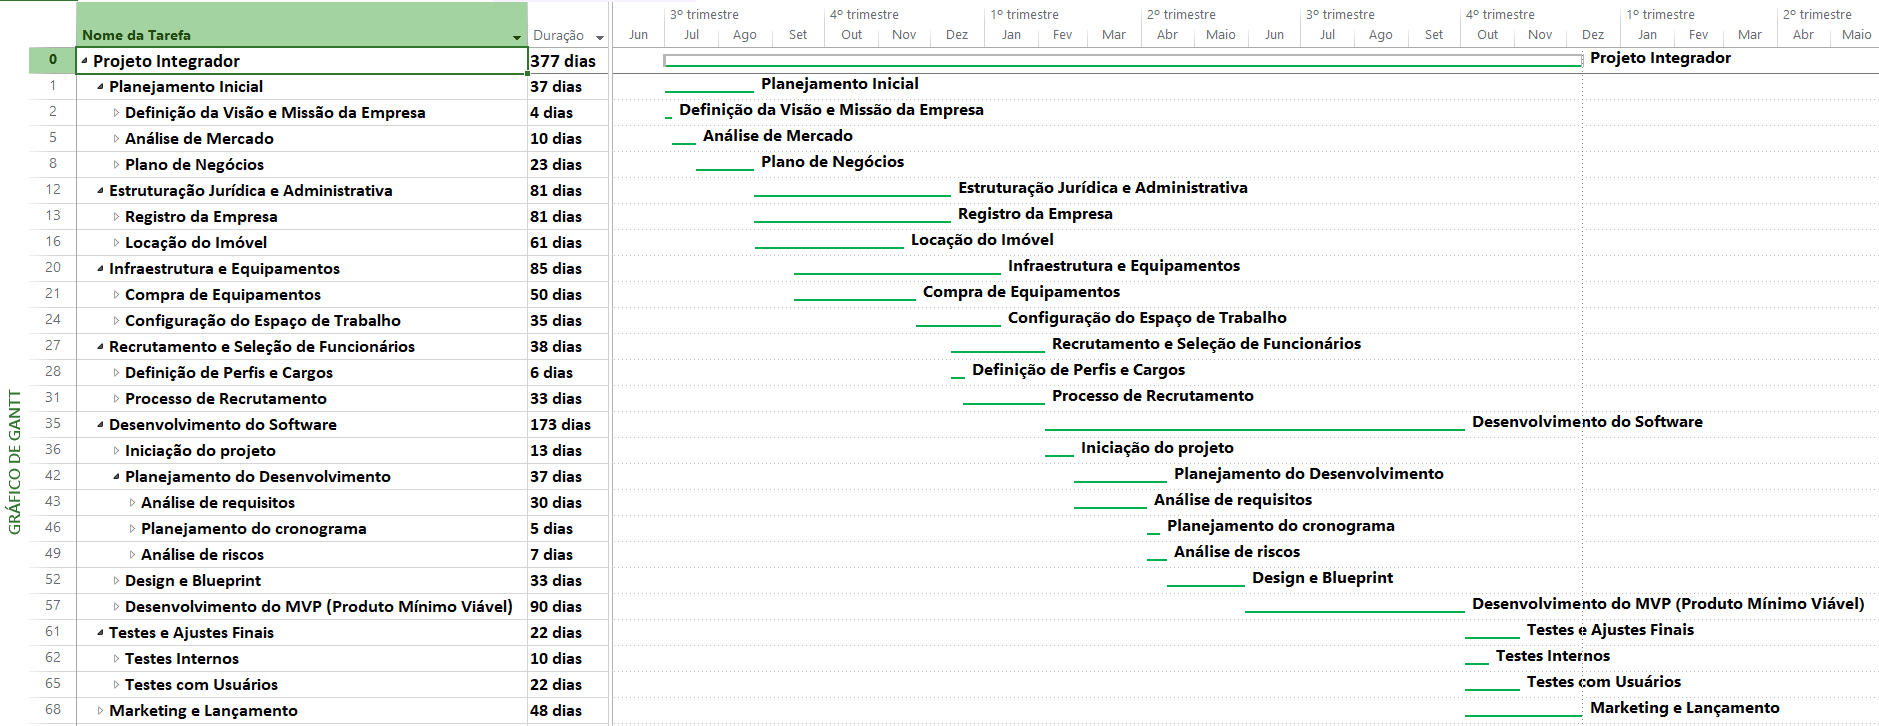 3º trimestre 4º trimestre 1º trimestre 2º trimestre 3º trimestre 4º trimestre 1º trimestre 2º trimestre
Nome da Tarefa Duração Jun Jul Ago Set Out Nov Dez Jan Fev Mar Abr Maio Jun Jul Ago Set Out Nov Dez Jan Fev Mar Abr Maio
0 Projeto Integrador 377 dias Projeto Integrador
1 Planejamento Inicial 37 dias Planejamento Inicial
2 Definição da Visão e Missão da Empresa 4 dias Definição da Visão e Missão da Empresa
5 Análise de Mercado 10 dias Análise de Mercado
8 Plano de Negócios 23 dias Plano de Negócios
12 Estruturação Jurídica e Administrativa 81 dias Estruturação Jurídica e Administrativa
13 Registro da Empresa 81 dias Registro da Empresa
16 Locação do Imóvel 61 dias Locação do Imóvel
20 Infraestrutura e Equipamentos 85 dias Infraestrutura e Equipamentos
21 Compra de Equipamentos 50 dias Compra de Equipamentos
24 Configuração do Espaço de Trabalho 35 dias Configuração do Espaço de Trabalho
27 Recrutamento e Seleção de Funcionários 38 dias Recrutamento e Seleção de Funcionários
28 Definição de Perfis e Cargos 6 dias Definição de Perfis e Cargos
31 Processo de Recrutamento 33 dias Processo de Recrutamento
35 Desenvolvimento do Software 173 dias Desenvolvimento do Software
36 Iniciação do projeto 13 dias Iniciação do projeto
42 Planejamento do Desenvolvimento 37 dias Planejamento do Desenvolvimento
43 Análise de requisitos 30 dias Análise de requisitos
46 Planejamento do cronograma 5 dias Planejamento do cronograma
49 Análise de riscos 7 dias Análise de riscos
52 Design e Blueprint 33 dias Design e Blueprint
57 Desenvolvimento do MVP (Produto Mínimo Viável) 90 dias Desenvolvimento do MVP (Produto Mínimo Viável)
61 Testes e Ajustes Finais 22 dias Testes e Ajustes Finais
62 Testes Internos 10 dias Testes Internos
65 Testes com Usuários 22 dias Testes com Usuários
68 Marketing e Lançamento 48 dias Marketing e Lançamento
GRÁFICO DE GANTT